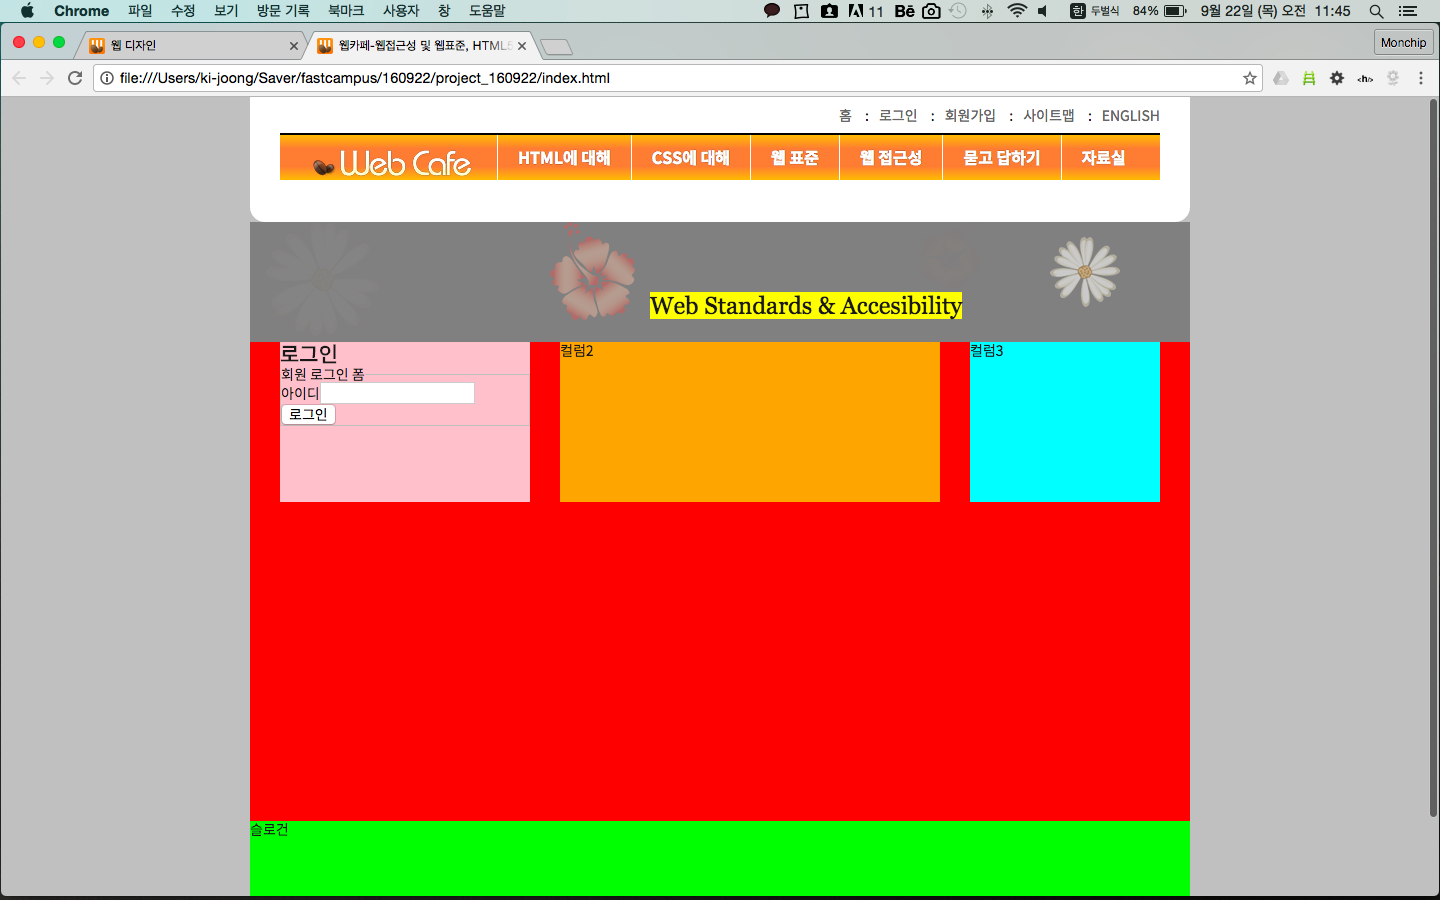 Chrome 파일 수정 보기 방문 기록 북마크 사용자 창 도움말 11 Bē 한 두벌식 84% 9월 22일 (목) 오전 11:45
웹 디자인
웹카페-웹접근성 및 웹표준, HTML5
Monchip
file:///Users/ki-joong/Saver/fastcampus/160922/project_160922/index.html
홈 : 로그인 : 회원가입 : 사이트맵 : ENGLISH
Web Cafe HTML에 대해 CSS에 대해 웹 표준 웹 접근성 묻고 답하기 자료실
Web Standards & Accesibility
로그인
회원 로그인 폼
아이디
로그인
컬럼2
컬럼3
슬로건